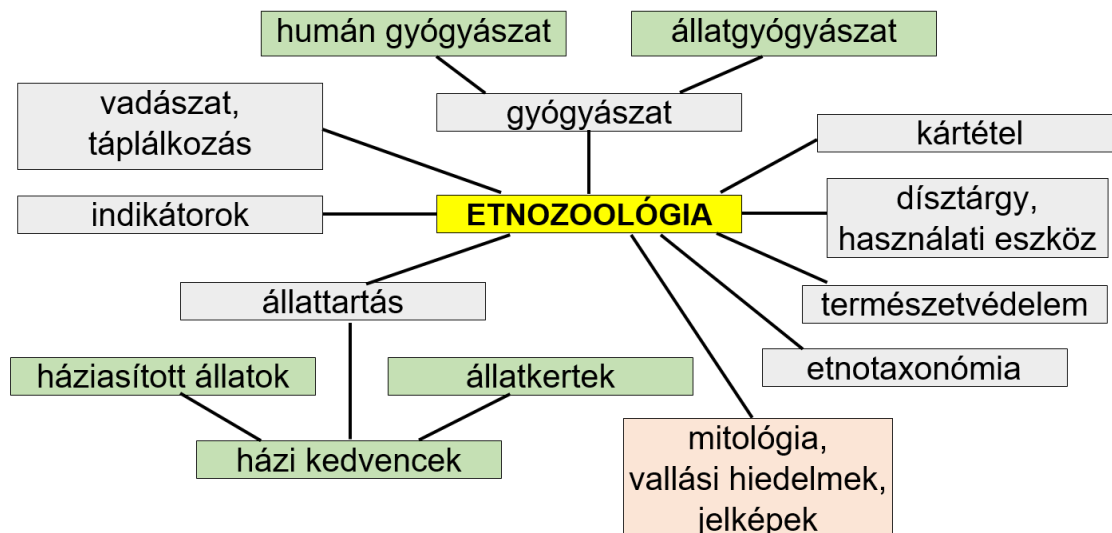 humán gyógyászat
állatgyógyászat
vadászat,
táplálkozás
gyógyászat
kártétel
indikátorok
ETNOZOOLÓGIA
dísztárgy,
használati eszköz
állattartás
természetvédelem
háziasított állatok
állatkertek
etnotaxonómia
házi kedvencek
mitológia,
vallási hiedelmek,
jelképek